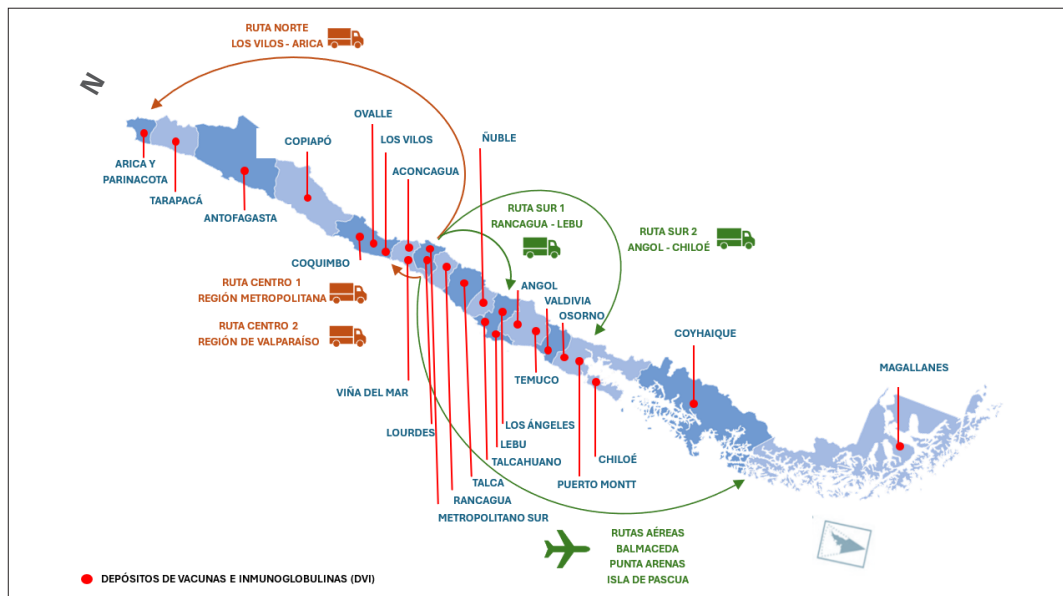 RUTA NORTE
LOS VILOS - ARICA
N
OVALLE
LOS VILOS
ÑUBLE
COPIAPÓ
ACONCAGUA
ARICA Y
PARINACOTA
TARAPACÁ
ANTOFAGASTA
RUTA SUR 1
RANCAGUA - LEBU
RUTA SUR 2
ANGOL - CHILOÉ
COQUIMBO
RUTA CENTRO 1
REGIÓN METROPOLITANA
RUTA CENTRO 2
REGIÓN DE VALPARAÍSO
ANGOL
VALDIVIA
OSORNO
COYHAIQUE
MAGALLANES
TEMUCO
VIÑA DEL MAR
LOURDES
LOS ÁNGELES
LEBU
TALCAHUANO
CHILOÉ
PUERTO MONTT
TALCA
RANCAGUA
METROPOLITANO SUR
RUTAS AÉREAS
BALMACEDA
PUNTA ARENAS
ISLA DE PASCUA
DEPÓSITOS DE VACUNAS E INMUNOGLOBULINAS (DVI)